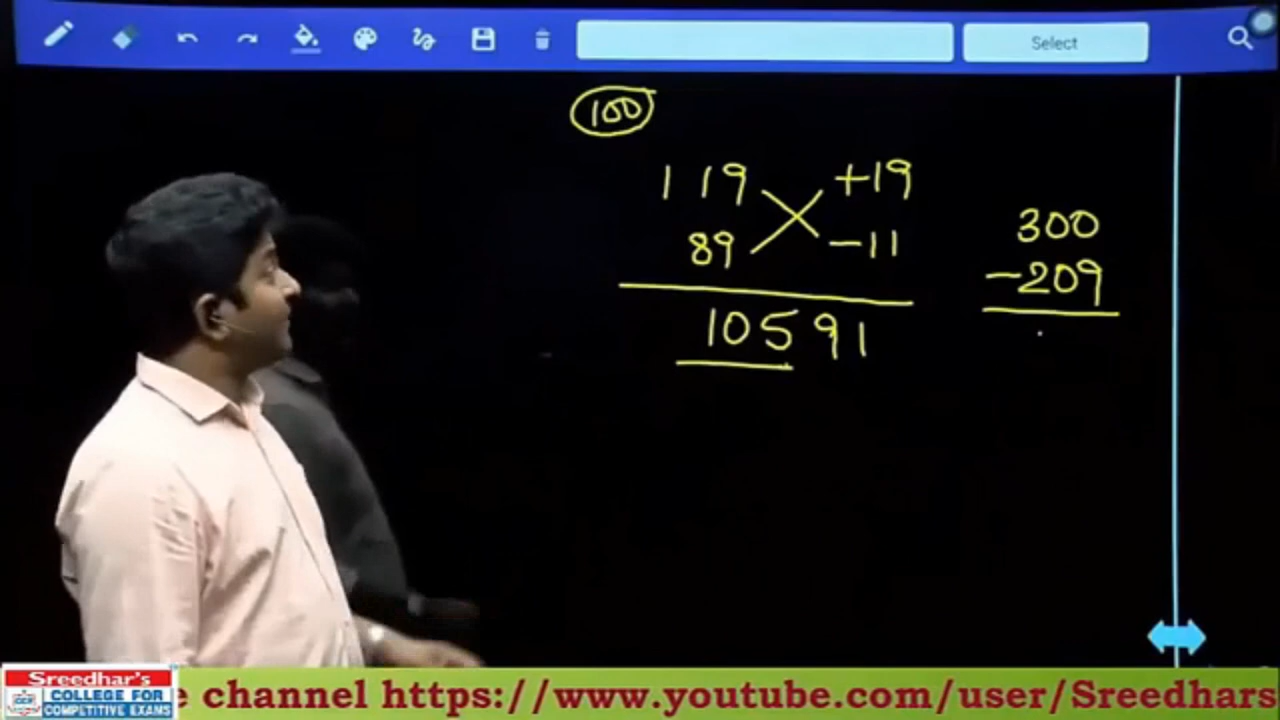 Select
100
119 +19
89 -11
10591
300
-209
Sreedhar's
COLLEGE FOR
COMPETITIVE EXAMS
e channel https://www.youtube.com/user/Sreedhars